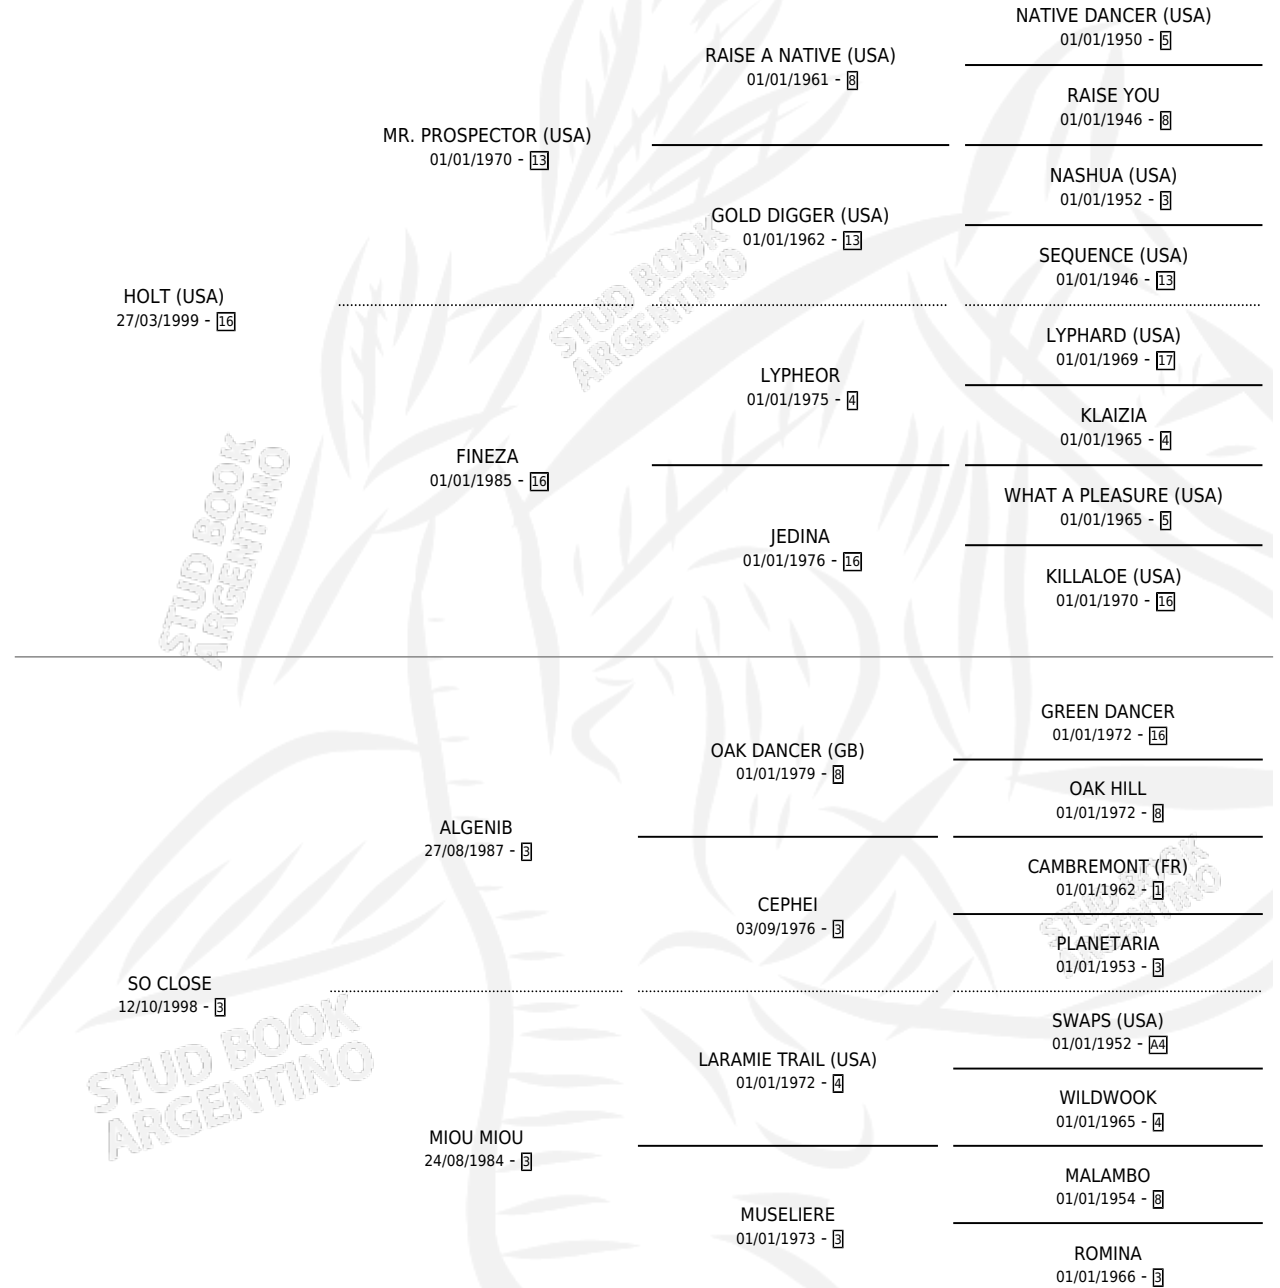 NATIVE DANCER (USA)
01/01/1950 - 5
RAISE A NATIVE (USA)
01/01/1961 - 8
RAISE YOU
01/01/1946 - 8
MR. PROSPECTOR (USA)
01/01/1970 - 13
NASHUA (USA)
01/01/1952 - 3
GOLD DIGGER (USA)
01/01/1962 - 13
SEQUENCE (USA)
01/01/1946 - 13
HOLT (USA)
27/03/1999 - 16
STUD BOOK
ARGENTINO
LYPHARD (USA)
01/01/1969 - 17
LYPHEOR
01/01/1975 - 4
KLAIZIA
01/01/1965 - 4
FINEZA
01/01/1985 - 16
WHAT A PLEASURE (USA)
01/01/1965 - 5
JEDINA
01/01/1976 - 16
KILLALOE (USA)
01/01/1970 - 16
STUD BOOK
ARGENTINO
GREEN DANCER
01/01/1972 - 16
OAK DANCER (GB)
01/01/1979 - 8
OAK HILL
01/01/1972 - 8
ALGENIB
27/08/1987 - 3
CAMBREMONT (FR)
01/01/1962 - 1
CEPHEI
03/09/1976 - 3
PLANETARIA
01/01/1953 - 3
STUD BOOK
ARGENTINO
SO CLOSE
12/10/1998 - 3
SWAPS (USA)
01/01/1952 - A4
LARAMIE TRAIL (USA)
01/01/1972 - 4
WILDWOOK
01/01/1965 - 4
STUD BOOK
ARGENTINO
MIOU MIOU
24/08/1984 - 3
MALAMBO
01/01/1954 - 8
MUSELIERE
01/01/1973 - 3
ROMINA
01/01/1966 - 3